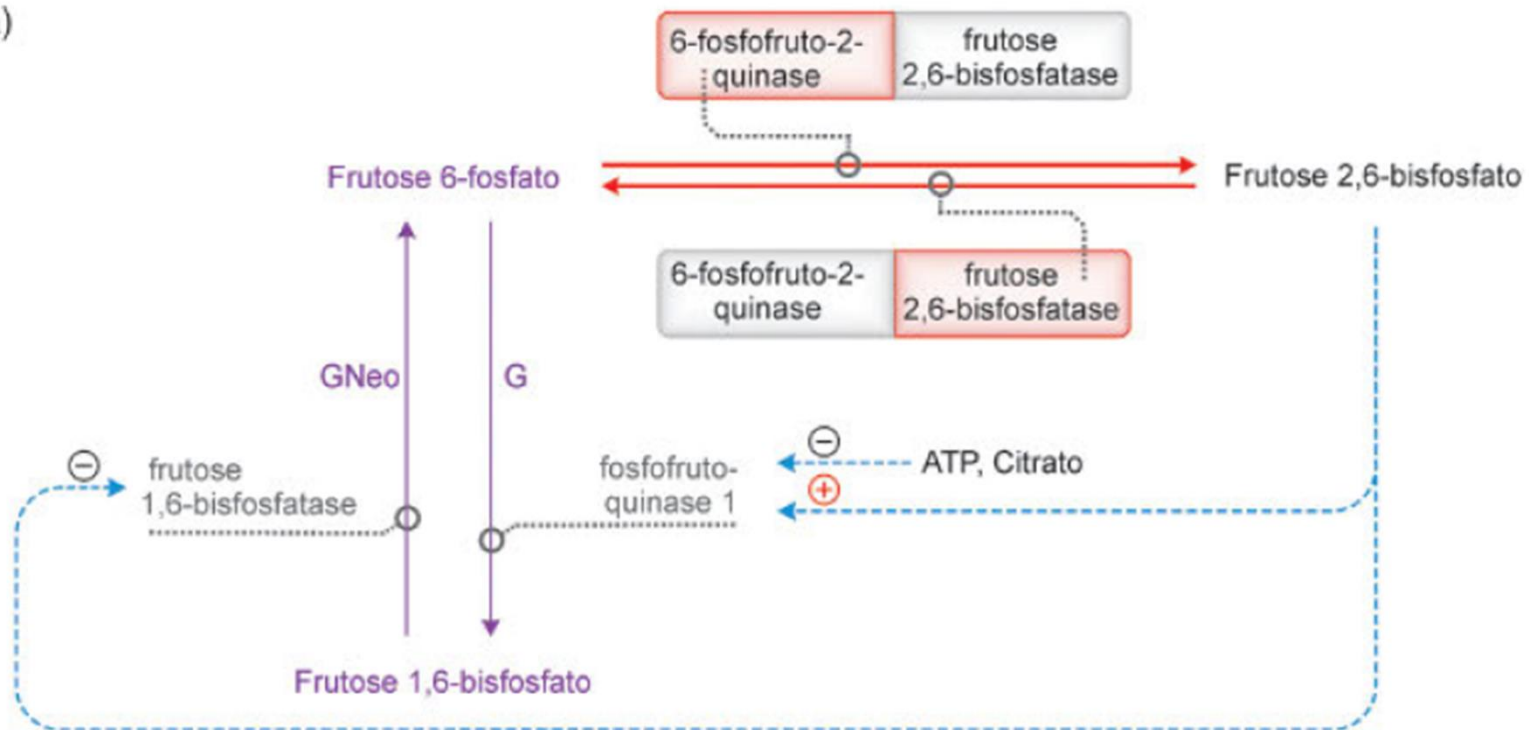 )
6-fosfofruto-2-
quinase
frutose
2,6-bisfosfatase
Frutose 6-fosfato
Frutose 2,6-bisfosfato
6-fosfofruto-2-
quinase
frutose
2,6-bisfosfatase
GNeo
G
−
frutose
1,6-bisfosfatase
fosfofruto-
quinase 1
−
ATP, Citrato
+
Frutose 1,6-bisfosfato